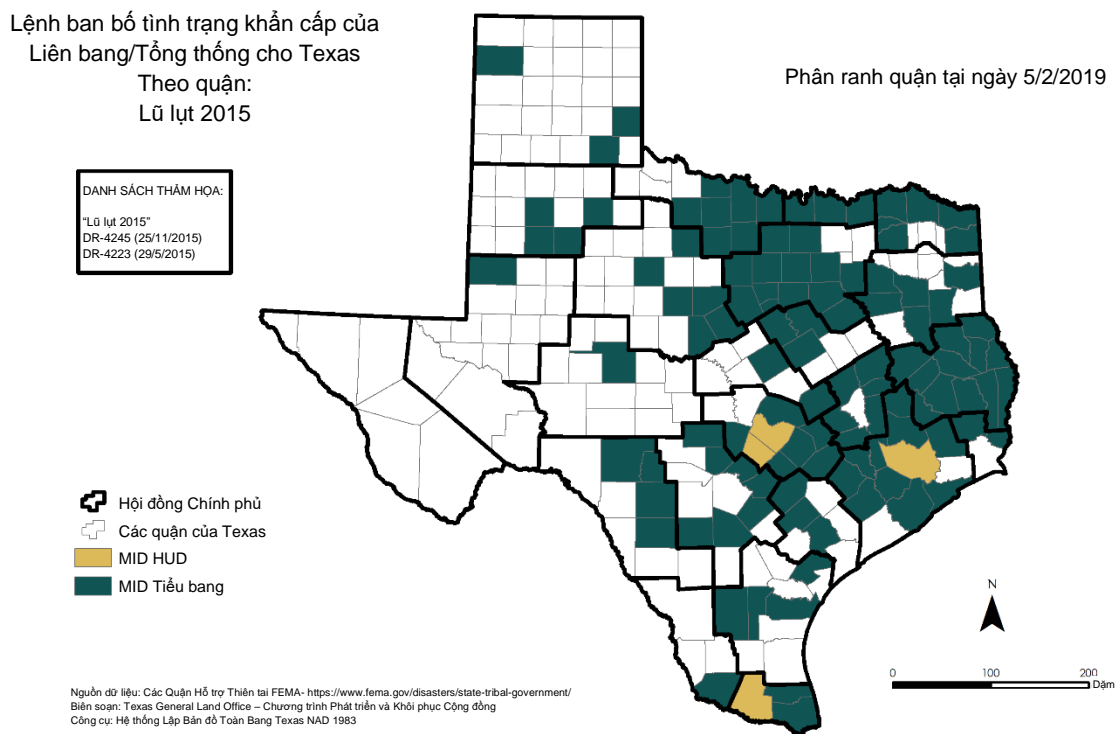 Lệnh ban bố tình trạng khẩn cấp của
Liên bang/Tổng thống cho Texas
Theo quận:
Lũ lụt 2015
Phân ranh quận tại ngày 5/2/2019
DANH SÁCH THẢM HỌA:
“Lũ lụt 2015”
DR-4245 (25/11/2015)
DR-4223 (29/5/2015)
Hội đồng Chính phủ
Các quận của Texas
MID HUD
MID Tiểu bang
N
0 100 200
Dặm
Nguồn dữ liệu: Các Quận Hỗ trợ Thiên tai FEMA- https://www.fema.gov/disasters/state-tribal-government/
Biên soạn: Texas General Land Office – Chương trình Phát triển và Khôi phục Cộng đồng
Công cụ: Hệ thống Lập Bản đồ Toàn Bang Texas NAD 1983